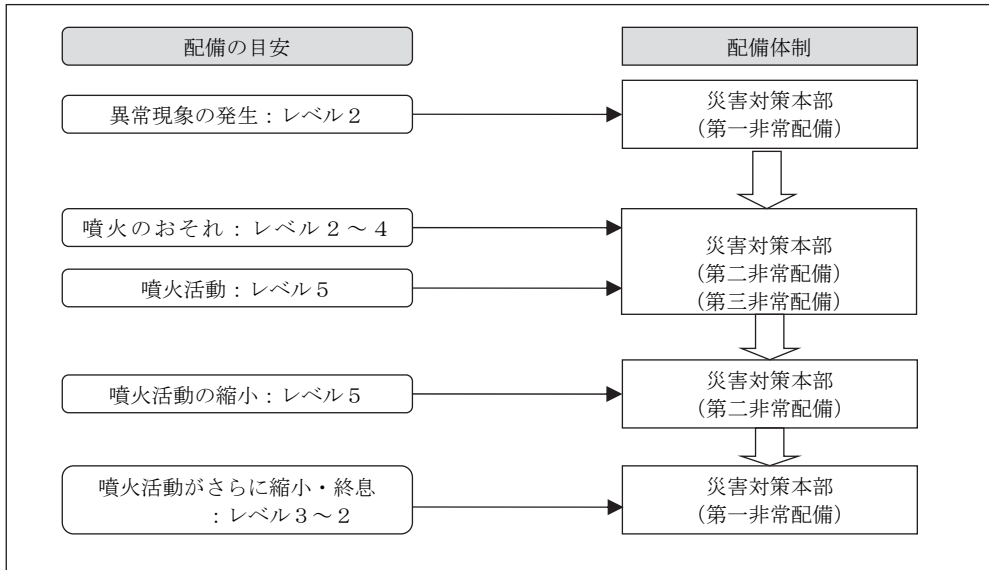 配備の目安
配備体制
異常現象の発生：レベル２
災害対策本部
（第一非常配備）
噴火のおそれ：レベル２～４
噴火活動：レベル５
災害対策本部
（第二非常配備）
（第三非常配備）
噴火活動の縮小：レベル５
災害対策本部
（第二非常配備）
噴火活動がさらに縮小・終息
：レベル３～２
災害対策本部
（第一非常配備）